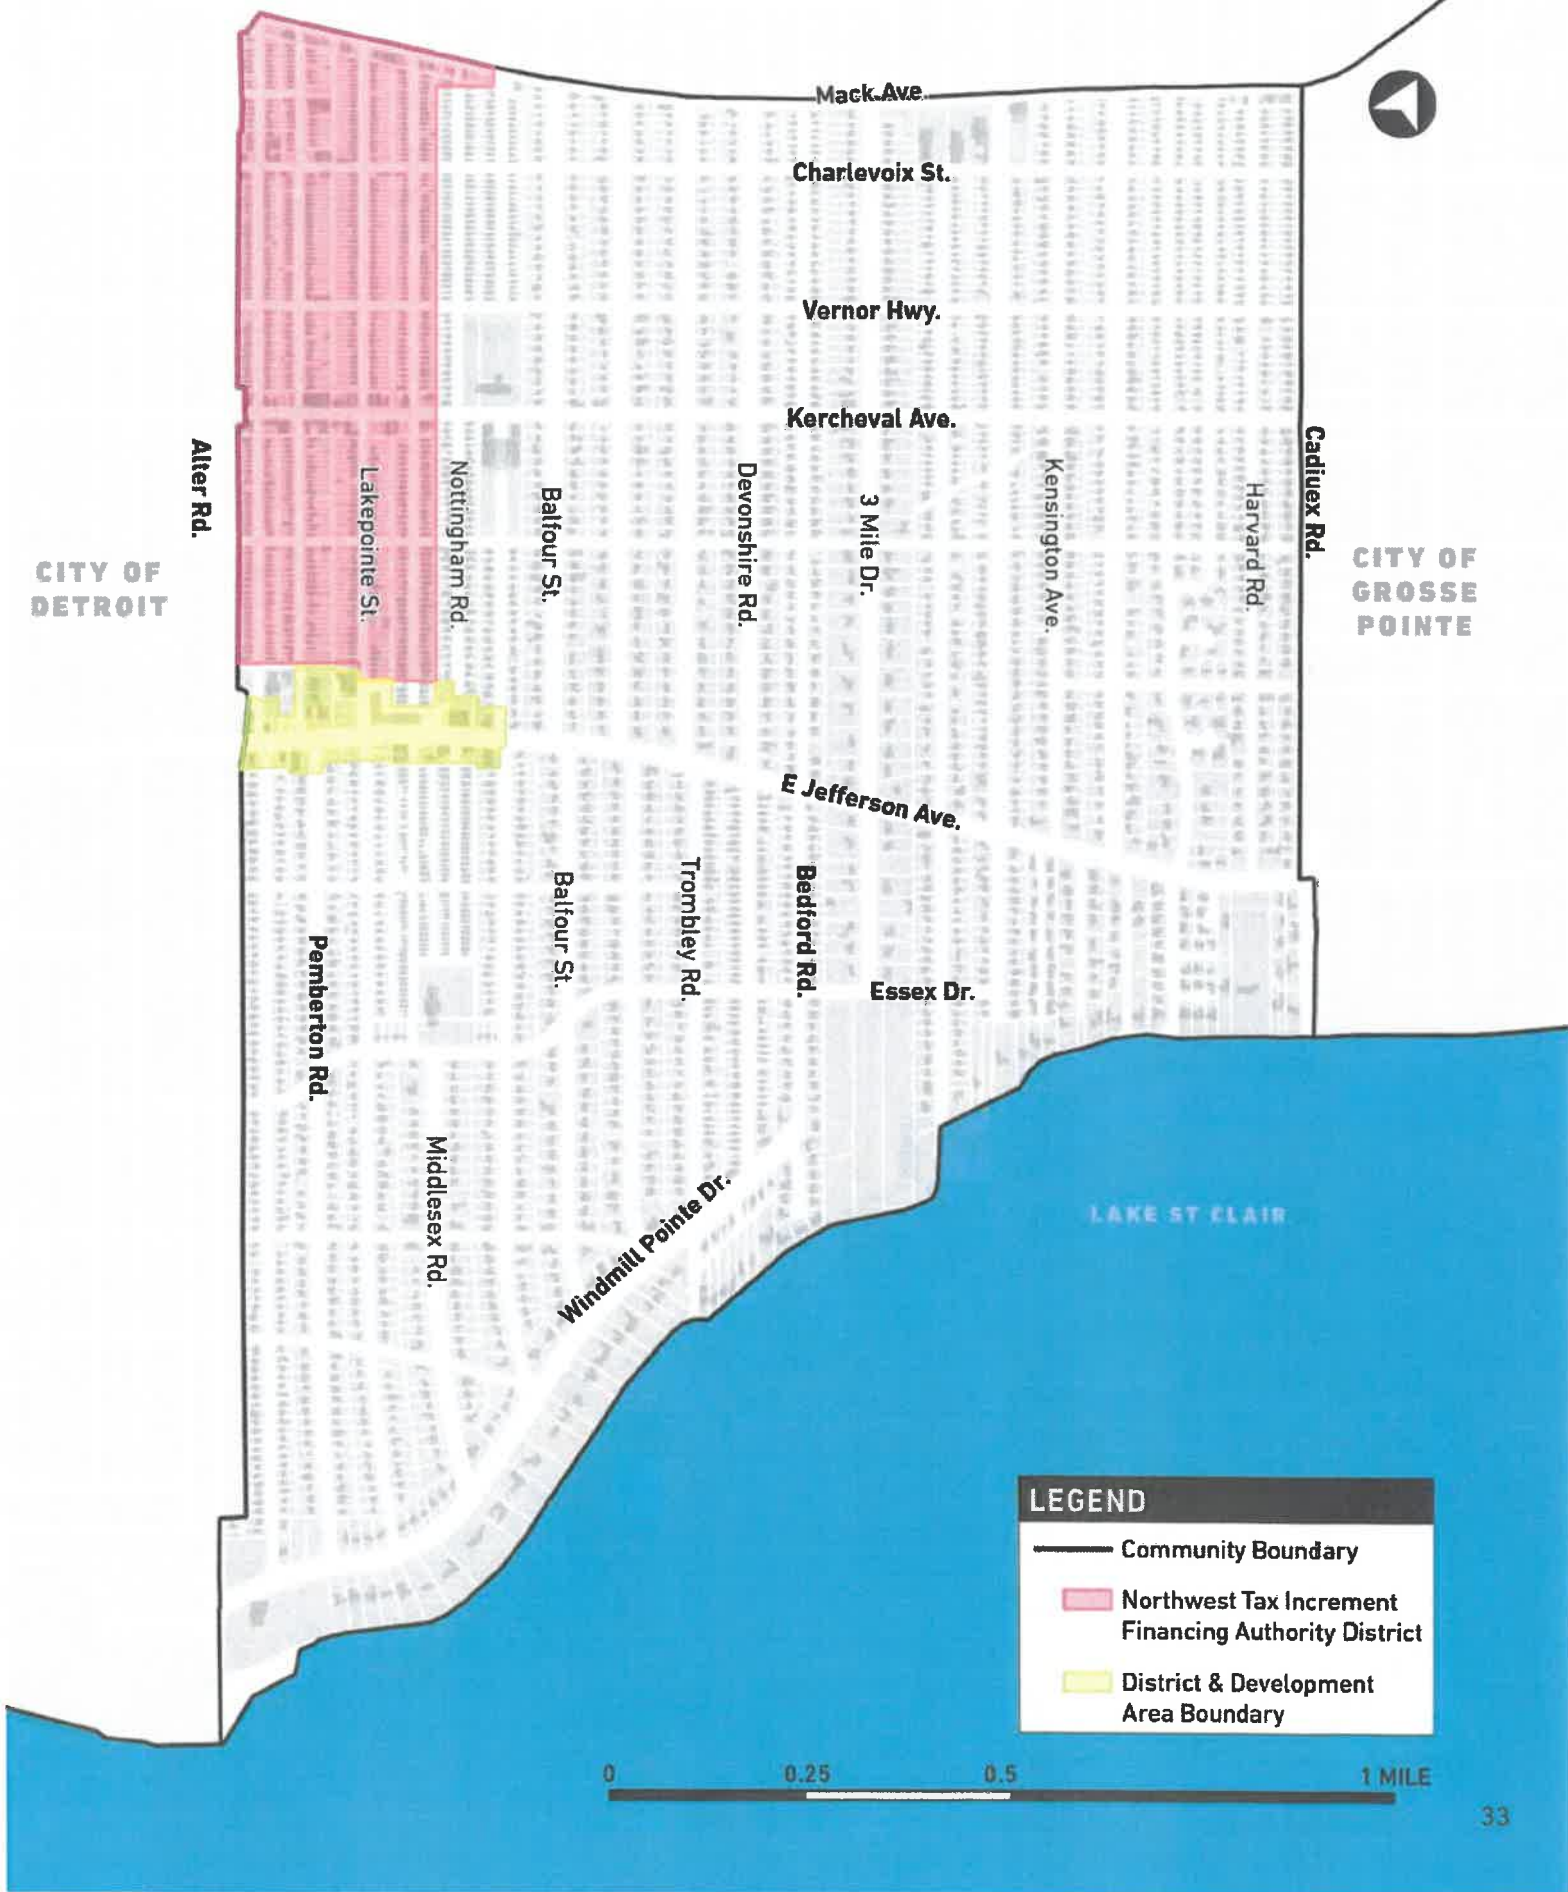 Mack Ave
Charlevoix St.
Vernor Hwy.
Kercheval Ave.
Alter Rd.
Lakepointe St.
Nottingham Rd.
Balfour St.
Devonshire Rd.
3 Mile Dr.
Kensington Ave.
Harvard Rd.
Cadiuex Rd.
CITY OF
DETROIT
CITY OF
GROSSE
POINTE
E Jefferson Ave.
Pemberton Rd.
Balfour St.
Trombley Rd.
Bedford Rd.
Essex Dr.
Middlesex Rd.
Windmill Pointe Dr.
LAKE ST CLAIR
LEGEND
Community Boundary
Northwest Tax Increment
Financing Authority District
District & Development
Area Boundary
0 0.25 0.5 1 MILE
33